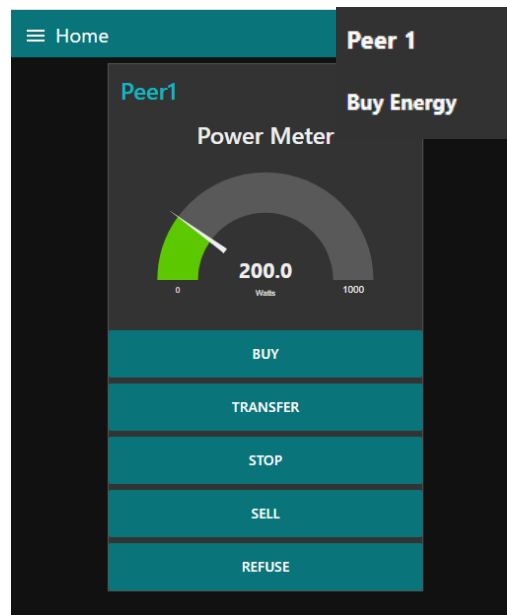 Home
Peer 1
Buy Energy
Peer1
Power Meter
200.0
Watts
0
1000
BUY
TRANSFER
STOP
SELL
REFUSE